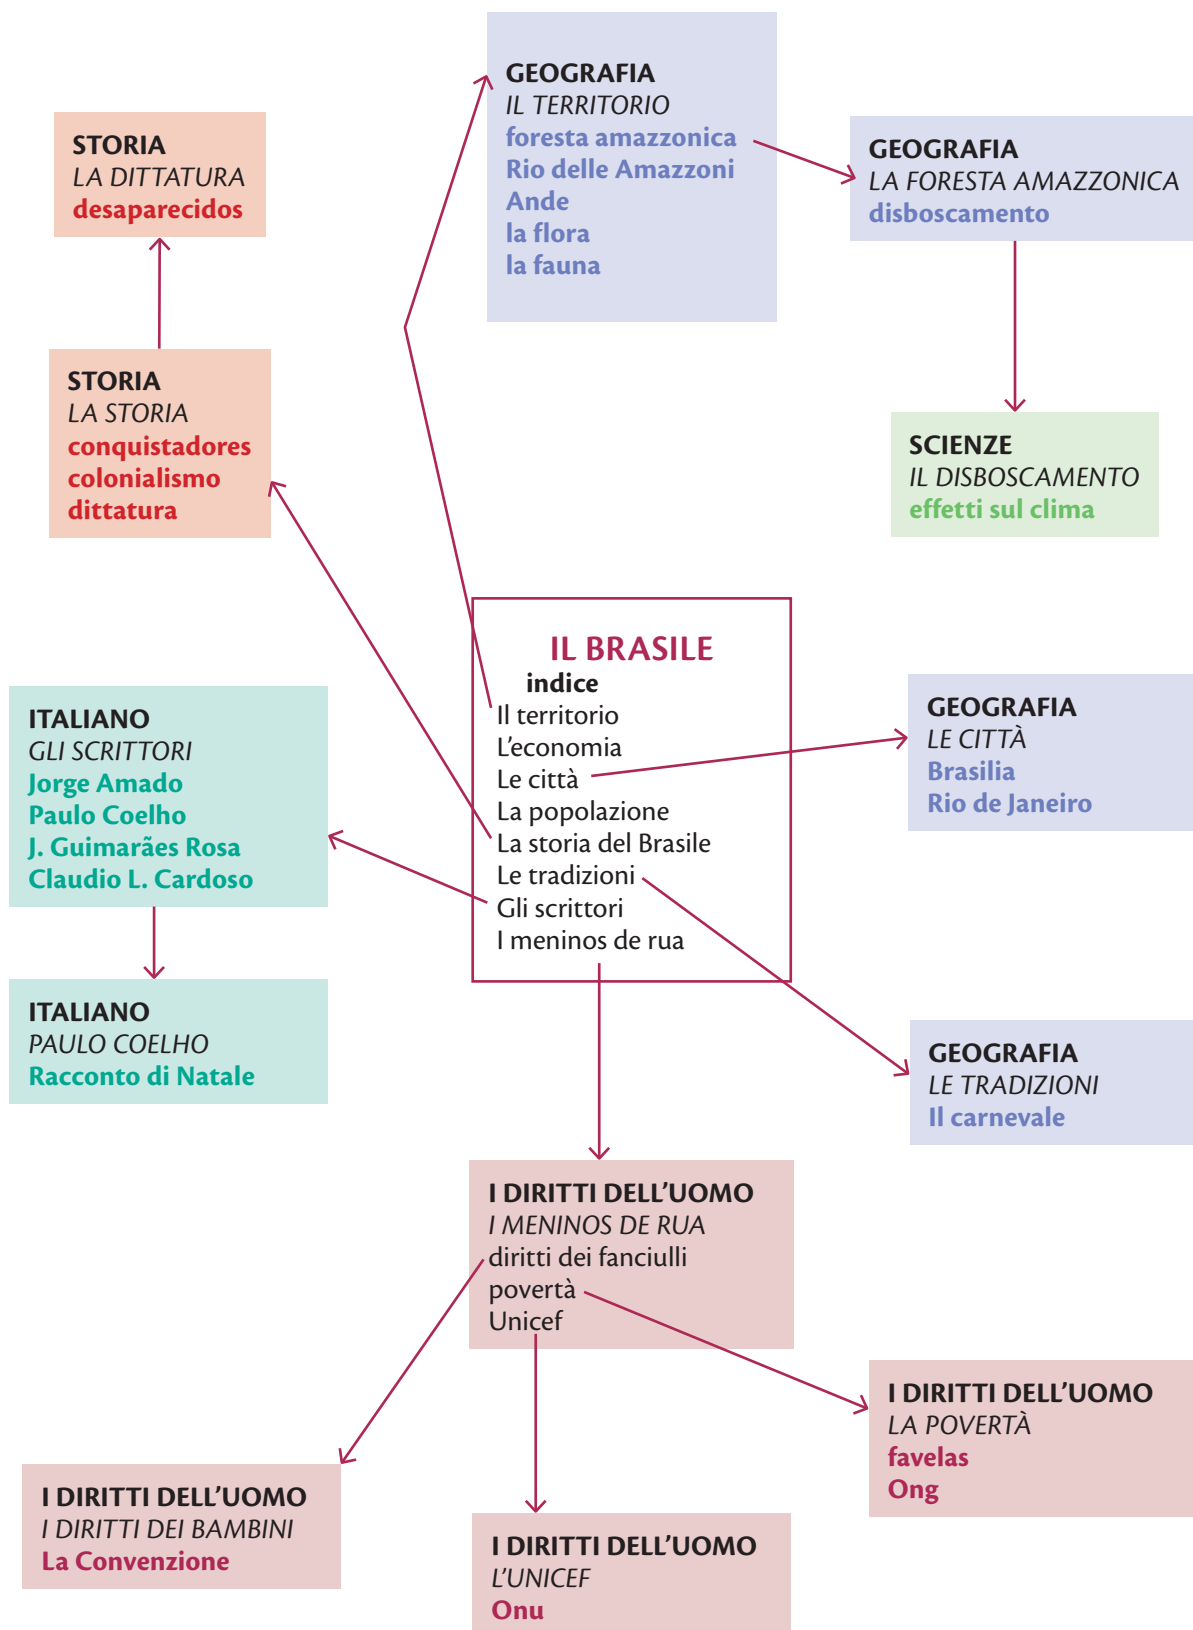 GEOGRAFIA
IL TERRITORIO
foresta amazzonica
Rio delle Amazzoni
Ande
la flora
la fauna
STORIA
LA DITTATURA
desaparecidos
GEOGRAFIA
LA FORESTA AMAZZONICA
disboscamento
STORIA
LA STORIA
conquistadores
colonialismo
dittatura
SCIENZE
IL DISBOSCAMENTO
effetti sul clima
IL BRASILE
indice
Il territorio
L'economia
Le città
La popolazione
La storia del Brasile
Le tradizioni
Gli scrittori
I meninos de rua
ITALIANO
GLI SCRITTORI
Jorge Amado
Paulo Coelho
J. Guimarães Rosa
Claudio L. Cardoso
GEOGRAFIA
LE CITTÀ
Brasilia
Rio de Janeiro
ITALIANO
PAULO COELHO
Racconto di Natale
GEOGRAFIA
LE TRADIZIONI
Il carnevale
I DIRITTI DELL'UOMO
I MENINOS DE RUA
diritti dei fanciulli
povertà
Unicef
I DIRITTI DELL'UOMO
LA POVERTÀ
favelas
Ong
I DIRITTI DELL'UOMO
I DIRITTI DEI BAMBINI
La Convenzione
I DIRITTI DELL'UOMO
L'UNICEF
Onu